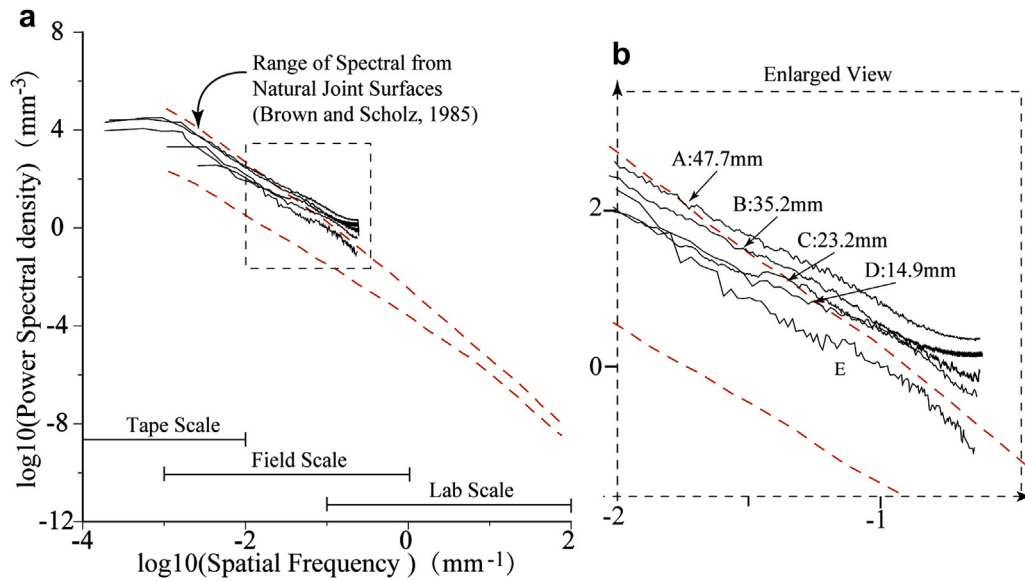 a
8
4
0
-4
-8
-12
log10(Power Spectral density) (mm-3)
Range of Spectral from
Natural Joint Surfaces
(Brown and Scholz, 1985)
Tape Scale
Field Scale
Lab Scale
-4
-2
0
2
log10(Spatial Frequency ) (mm-1)
b
Enlarged View
A:47.7mm
B:35.2mm
C:23.2mm
D:14.9mm
E
2
0
-2
-1